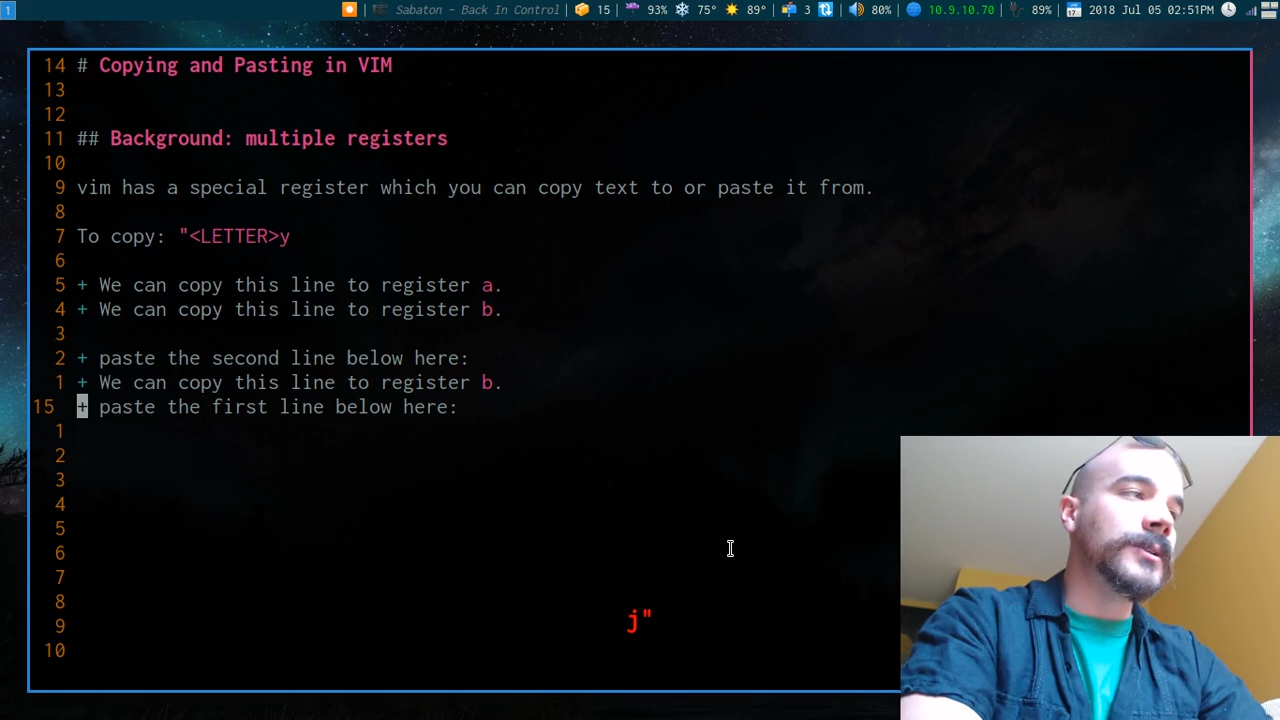 1 Sabaton - Back In Control 15 93% 75° 89° 3 80% 10.9.10.70 89% 17 2018 Jul 05 02:51PM
14 # Copying and Pasting in VIM
13
12
11 ## Background: multiple registers
10
9 vim has a special register which you can copy text to or paste it from.
8
7 To copy: "<LETTER>y
6
5 + We can copy this line to register a.
4 + We can copy this line to register b.
3
2 + paste the second line below here:
1 + We can copy this line to register b.
15 + paste the first line below here:
1
2
3
4
5
6
7
8
9
10
j"